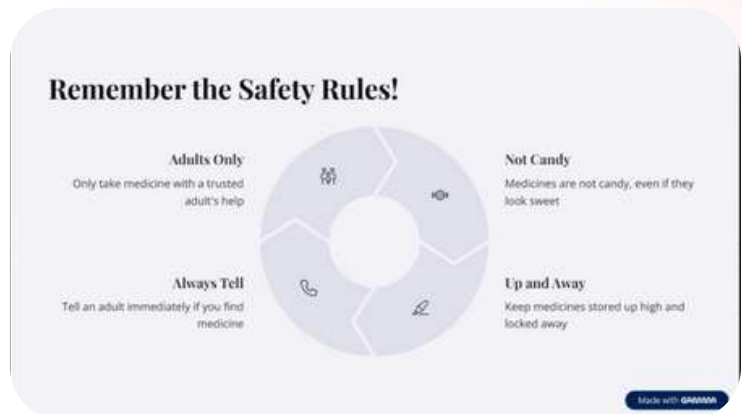 Remember the Safety Rules!
Adults Only
Only take medicine with a trusted
adult's help
Not Candy
Medicines are not candy, even if they
look sweet
Always Tell
Tell an adult immediately if you find
medicine
Up and Away
Keep medicines stored up high and
locked away
Made with GAMMA